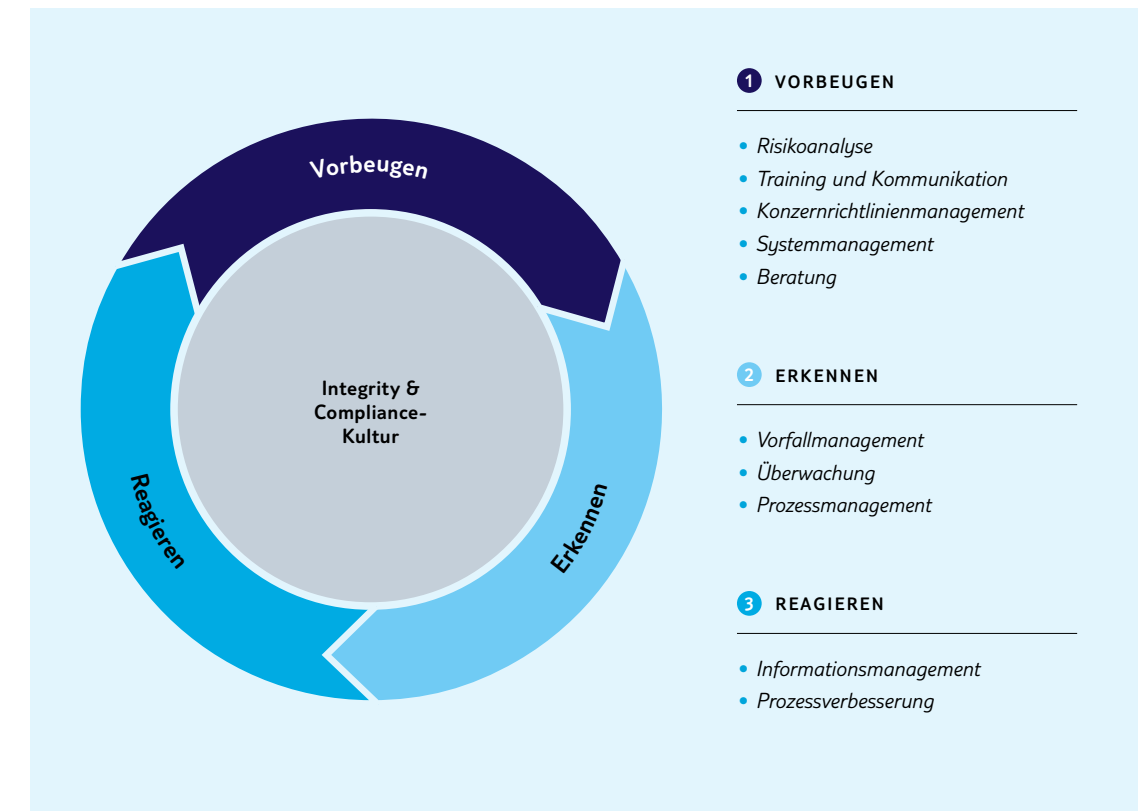 Vorbeugen
Integrity &
Compliance-
Kultur
Reagieren
Erkennen
1 VORBEUGEN
• Risikoanalyse
• Training und Kommunikation
• Konzernrichtlinienmanagement
• Systemmanagement
• Beratung
2 ERKENNEN
• Vorfallmanagement
• Überwachung
• Prozessmanagement
3 REAGIEREN
• Informationsmanagement
• Prozessverbesserung